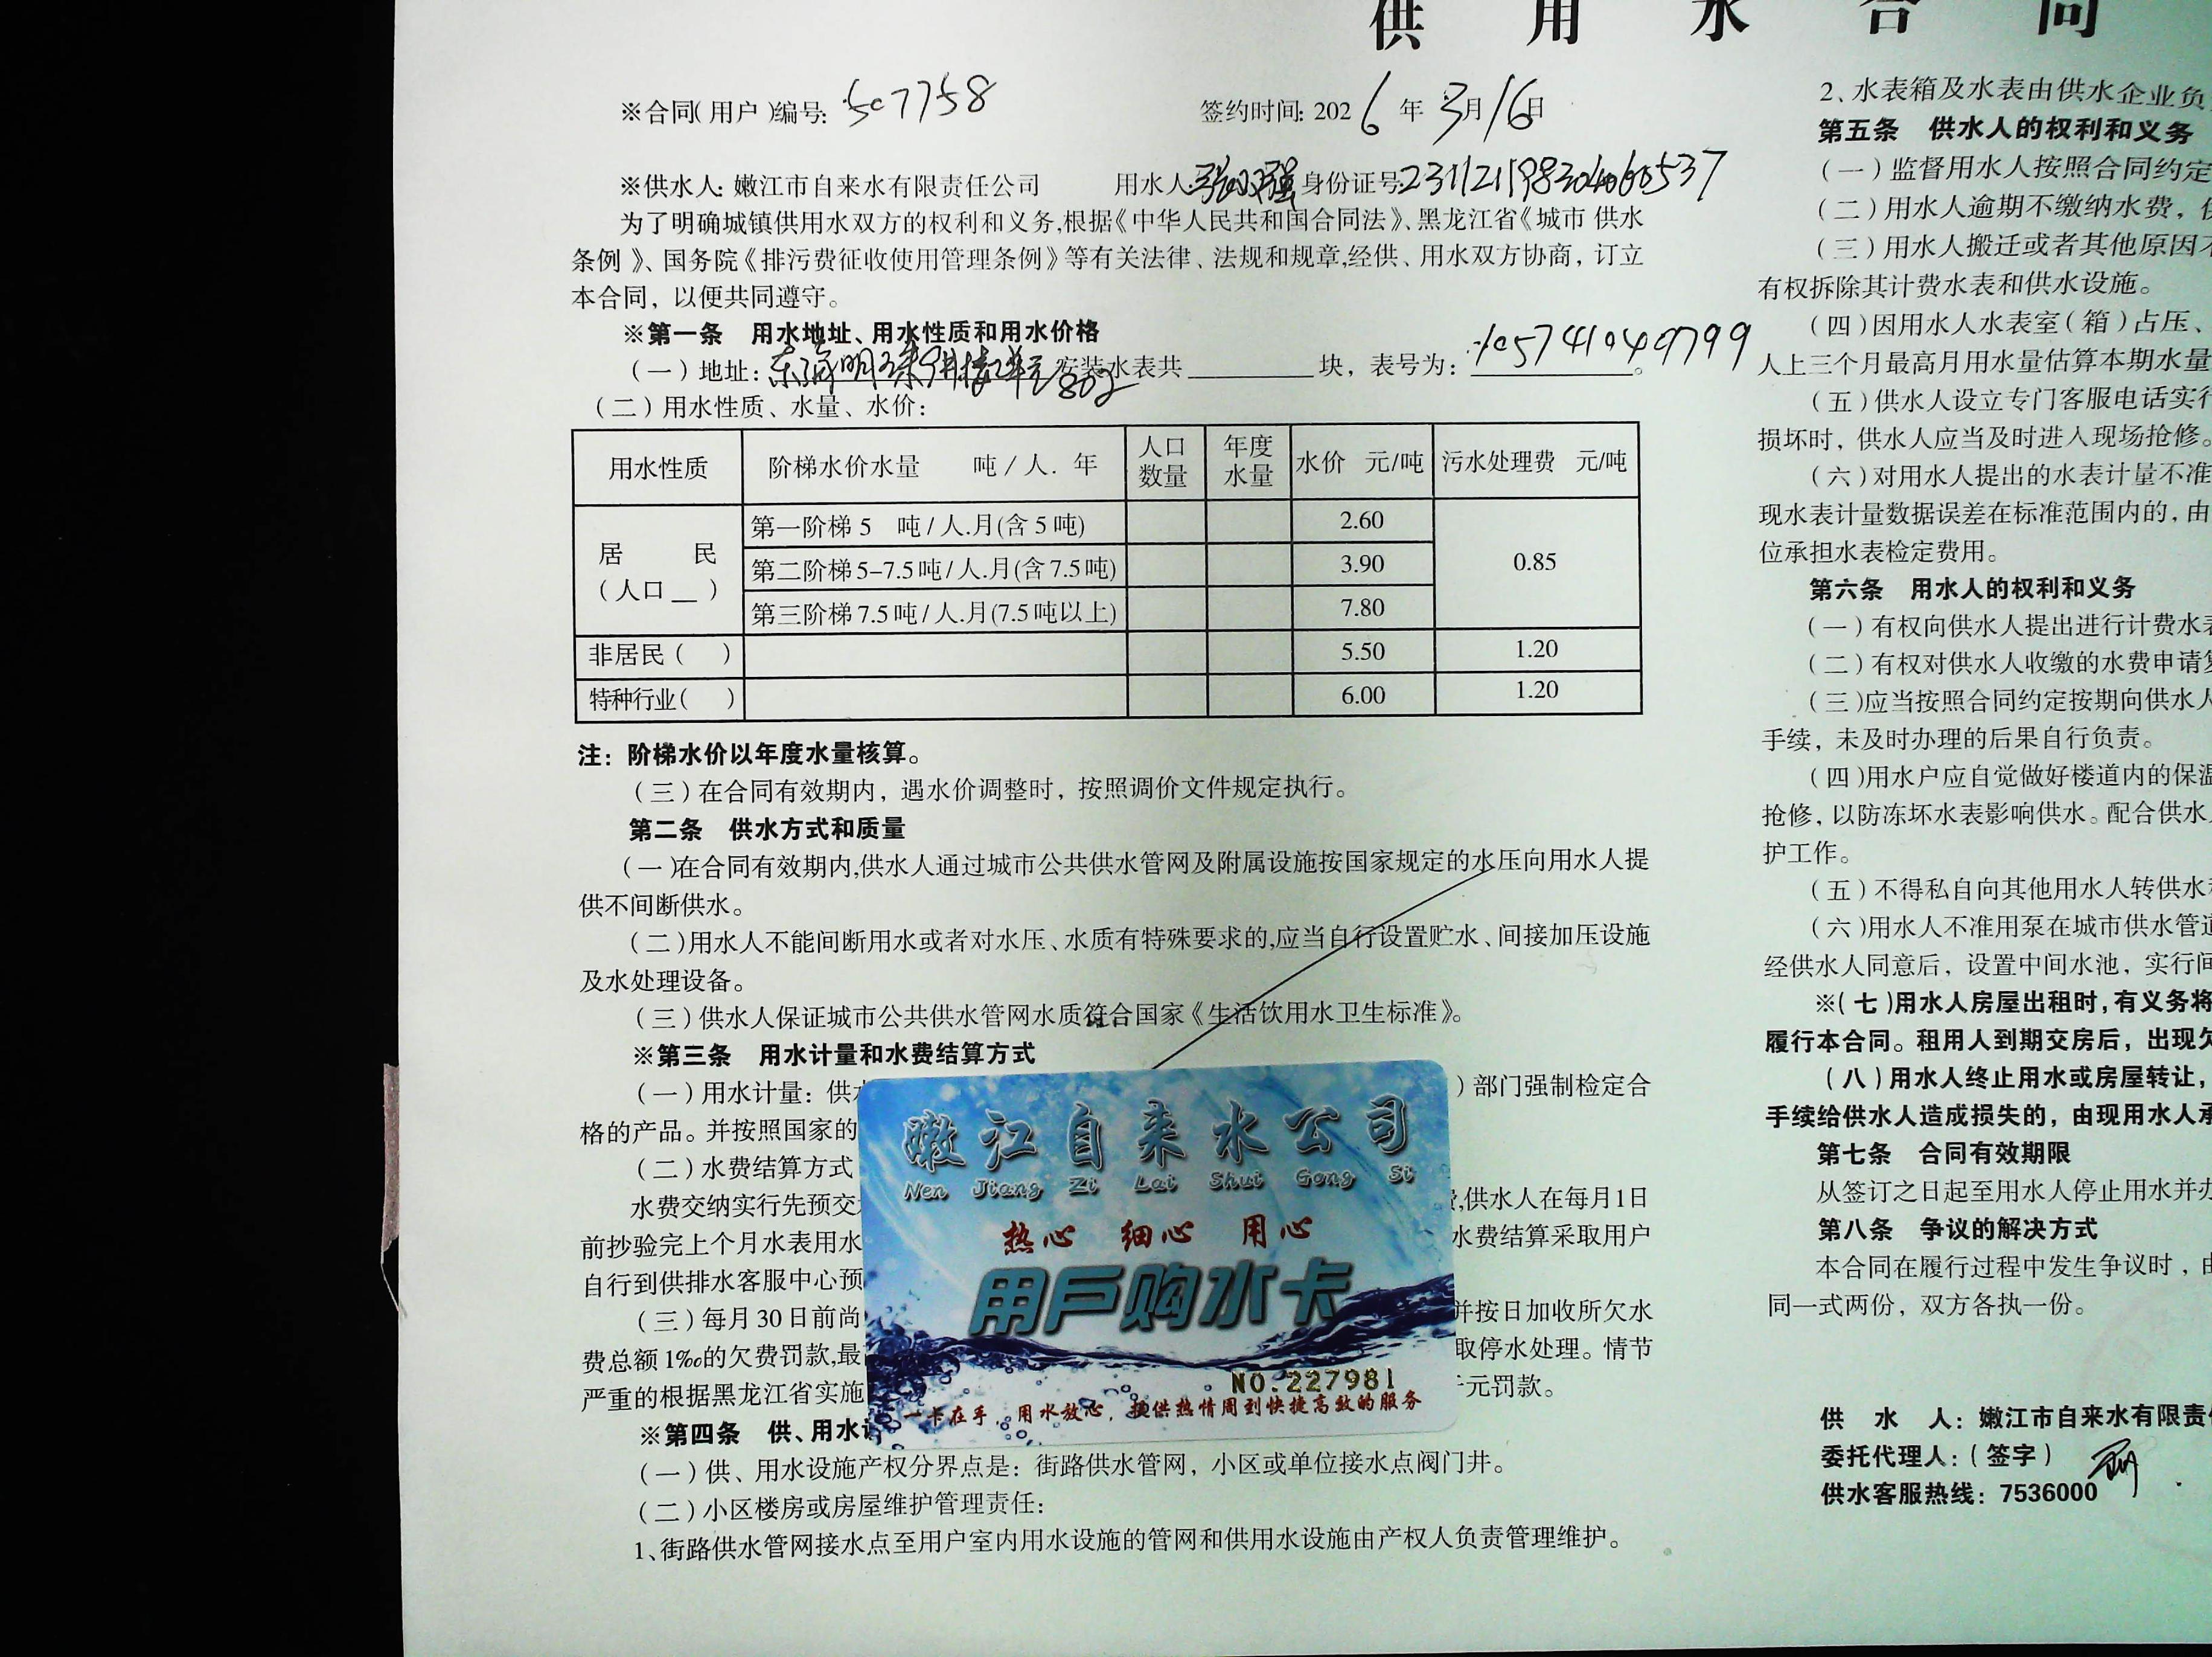 供 用 水 合 同
※合同(用户)编号: 507758 签约时间: 2026年3月16日
※供水人: 嫩江市自来水有限责任公司 用水人: 张双强 身份证号:
为了明确城镇供用水双方的权利和义务,根据《中华人民共和国合同法》、黑龙江省《城市 供水
条例》、国务院《排污费征收使用管理条例》等有关法律、法规和规章,经供、用水双方协商，订立
本合同，以便共同遵守。
※第一条 用水地址、用水性质和用水价格
(一)地址: 802 安装水表共 块，表号为: 。
(二)用水性质、水量、水价:
用水性质 阶梯水价水量 吨/人. 年 人口数量 年度水量 水价 元/吨 污水处理费 元/吨
居 民
(人口__ )
第一阶梯 5 吨/人.月(含5吨) 2.60 0.85
第二阶梯 5-7.5吨/人.月(含7.5吨) 3.90
第三阶梯 7.5吨/人.月(7.5吨以上) 7.80
非居民( ) 5.50 1.20
特种行业( ) 6.00 1.20
注: 阶梯水价以年度水量核算。
(三)在合同有效期内，遇水价调整时，按照调价文件规定执行。
第二条 供水方式和质量
(一)在合同有效期内,供水人通过城市公共供水管网及附属设施按国家规定的水压向用水人提
供不间断供水。
(二)用水人不能间断用水或者对水压、水质有特殊要求的,应当自行设置贮水、间接加压设施
及水处理设备。
(三)供水人保证城市公共供水管网水质符合国家《生活饮用水卫生标准》。
※第三条 用水计量和水费结算方式
(一)用水计量: 供 )部门强制检定合
格的产品。并按照国家的
(二)水费结算方式
水费交纳实行先预交 ,供水人在每月1日
前抄验完上个月水表用水 水费结算采取用户
自行到供排水客服中心预
(三)每月30日前尚 并按日加收所欠水
费总额1‰的欠费罚款,最 取停水处理。情节
严重的根据黑龙江省实施 元罚款。
※第四条 供、用水
(一)供、用水设施产权分界点是: 街路供水管网，小区或单位接水点阀门井。
(二)小区楼房或房屋维护管理责任:
1、街路供水管网接水点至用户室内用水设施的管网和供用水设施由产权人负责管理维护。
嫩江自来水公司
Nen Jiang Zi Lai Shui Gong Si
热心 细心 用心
用户购水卡
NO.227981
一卡在手，用水放心，提供热情周到快捷高效的服务
2、水表箱及水表由供水企业负
第五条 供水人的权利和义务
(一)监督用水人按照合同约定
(二)用水人逾期不缴纳水费，
(三)用水人搬迁或者其他原因
有权拆除其计费水表和供水设施。
(四)因用水人水表室(箱)占压、
人上三个月最高月用水量估算本期水量
(五)供水人设立专门客服电话实行
损坏时，供水人应当及时进入现场抢修。
(六)对用水人提出的水表计量不准
现水表计量数据误差在标准范围内的,由
位承担水表检定费用。
第六条 用水人的权利和义务
(一)有权向供水人提出进行计费水表
(二)有权对供水人收缴的水费申请
(三)应当按照合同约定按期向供水人
手续，未及时办理的后果自行负责。
(四)用水户应自觉做好楼道内的保温
抢修,以防冻坏水表影响供水。配合供水
护工作。
(五)不得私自向其他用水人转供水
(六)用水人不准用泵在城市供水管道
经供水人同意后，设置中间水池，实行间
※(七)用水人房屋出租时,有义务将
履行本合同。租用人到期交房后，出现欠
(八)用水人终止用水或房屋转让,
手续给供水人造成损失的，由现用水人承
第七条 合同有效期限
从签订之日起至用水人停止用水并办
第八条 争议的解决方式
本合同在履行过程中发生争议时，由
同一式两份，双方各执一份。
供 水 人: 嫩江市自来水有限责
委托代理人:(签字)
供水客服热线: 7536000